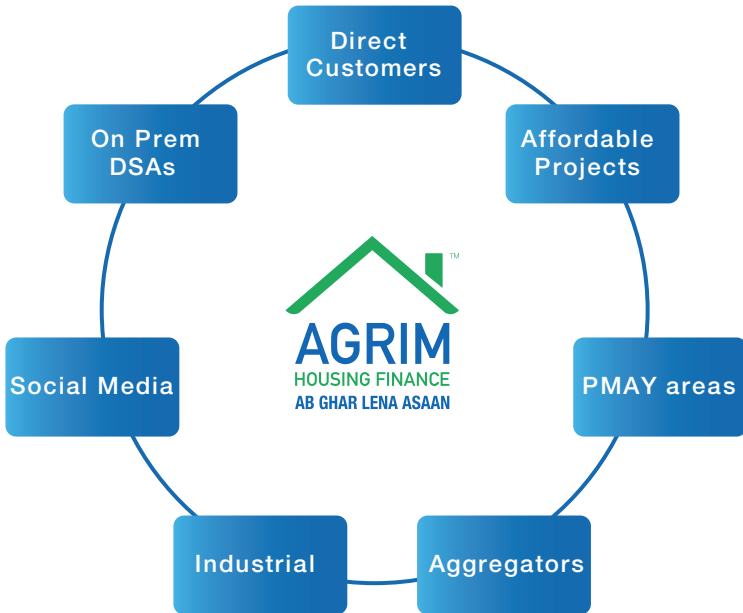 Direct
Customers
On Prem
DSAs
Affordable
Projects
TM
AGRIM
HOUSING FINANCE
AB GHAR LENA ASAAN
Social Media
PMAY areas
Industrial
Aggregators